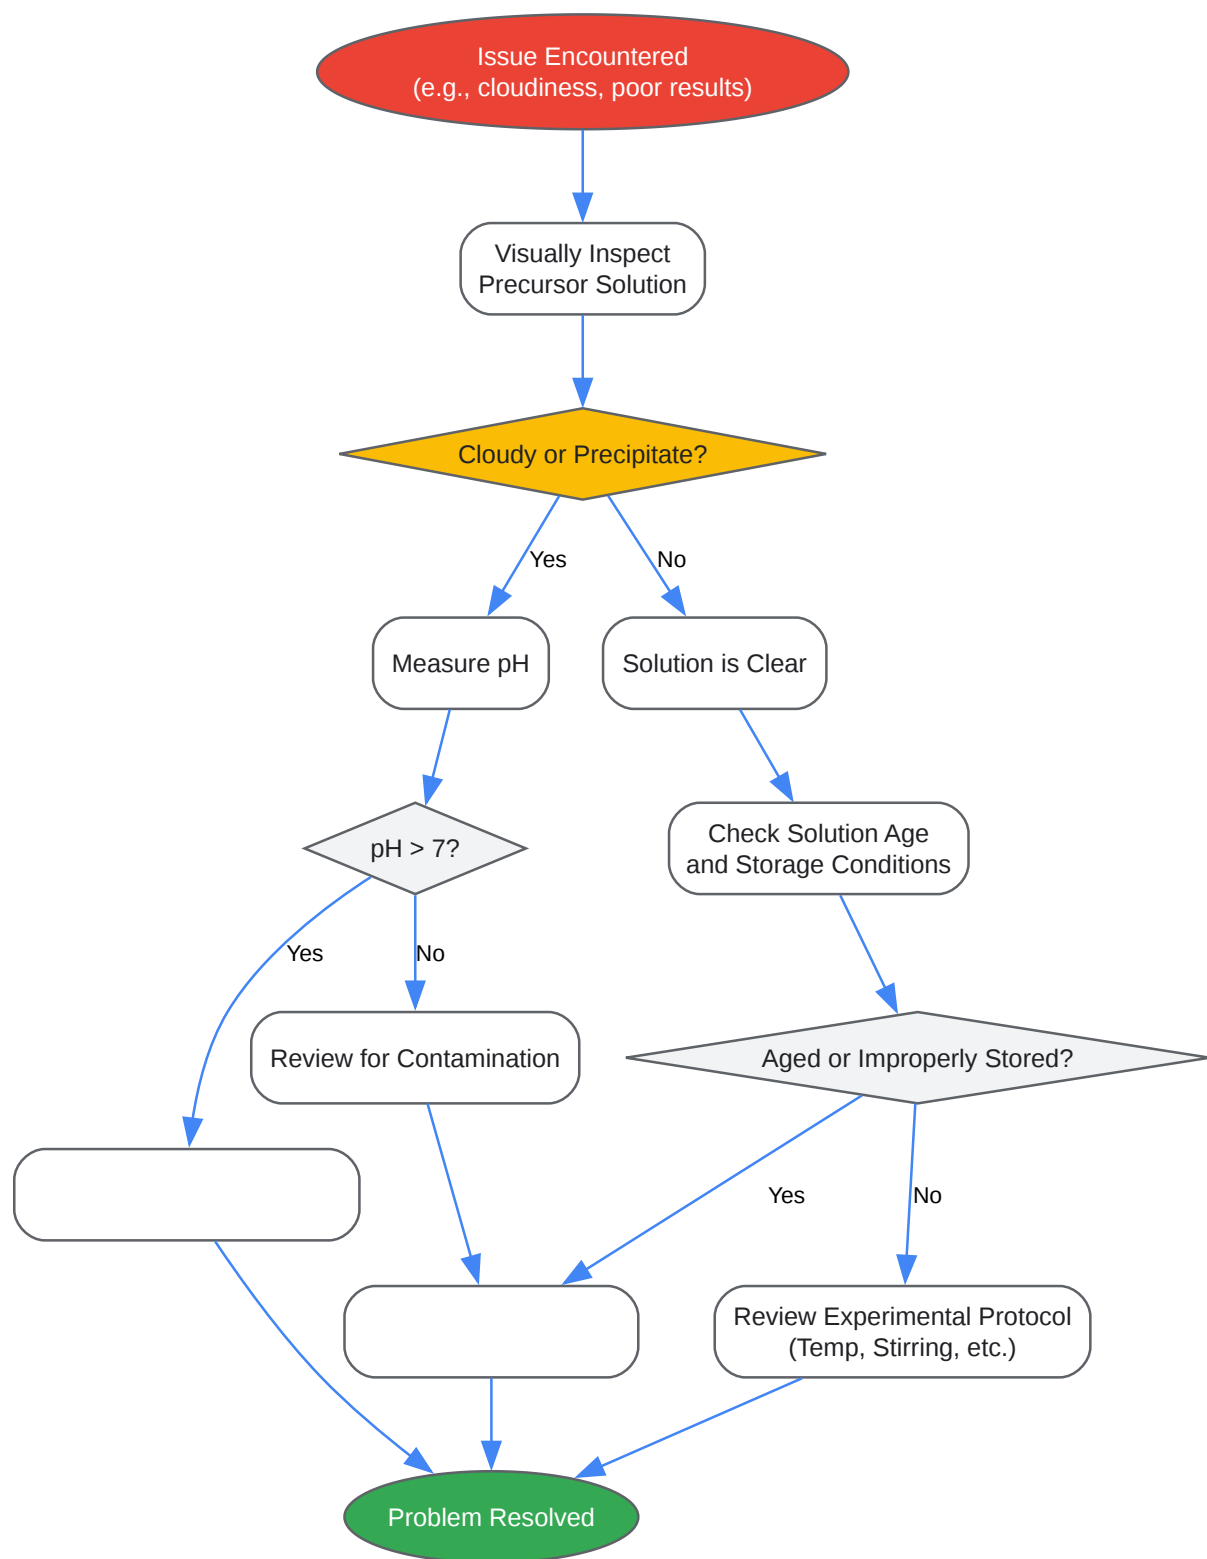 Issue Encountered
(e.g., cloudiness, poor results)
Visually Inspect
Precursor Solution
Cloudy or Precipitate?
Yes
No
Measure pH
Solution is Clear
pH > 7?
Check Solution Age
and Storage Conditions
Yes
No
Review for Contamination
Aged or Improperly Stored?
Yes
No
Review Experimental Protocol
(Temp, Stirring, etc.)
Problem Resolved